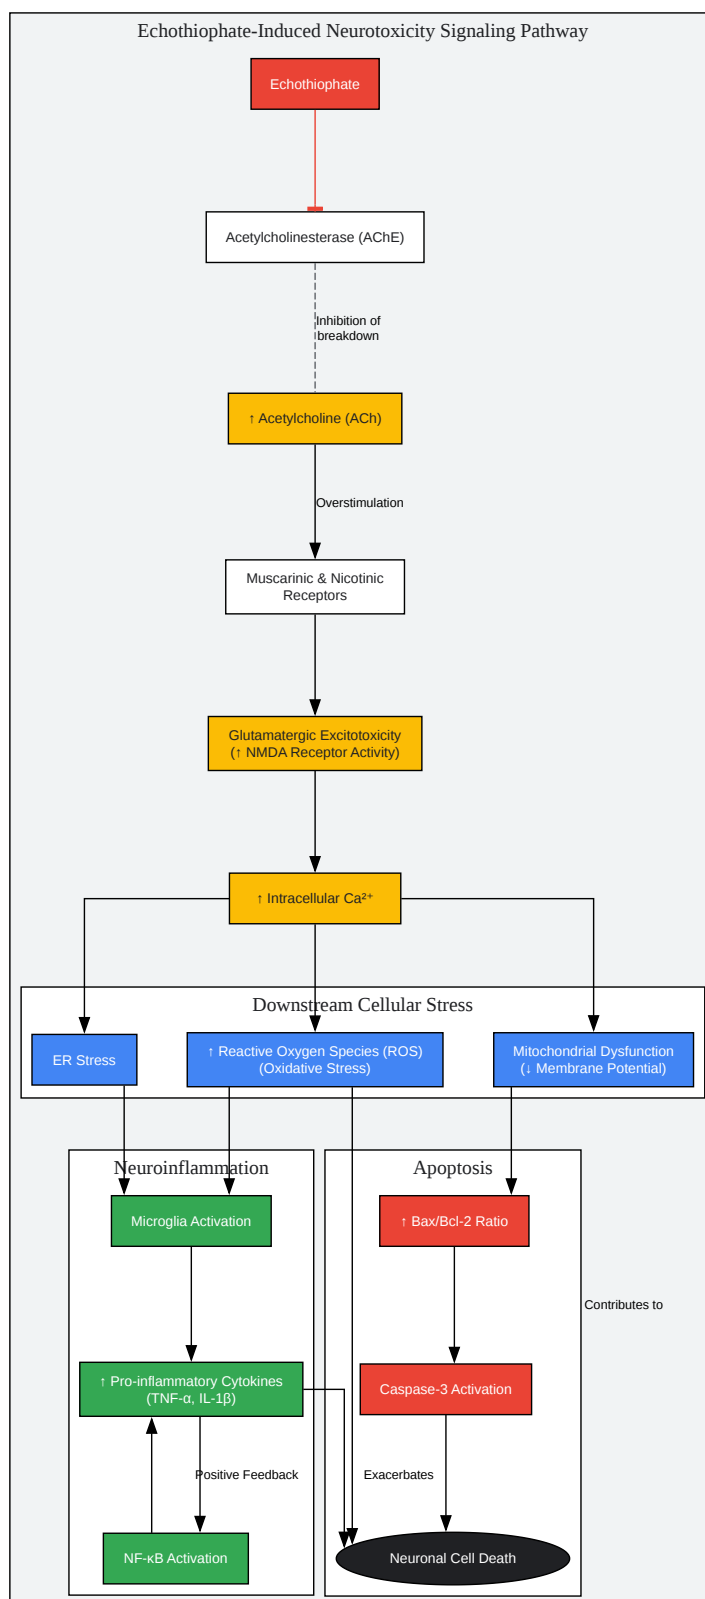 Echothiophate-Induced Neurotoxicity Signaling Pathway
Echothiophate
Acetylcholinesterase (AChE)
Inhibition of
breakdown
↑ Acetylcholine (ACh)
Overstimulation
Muscarinic & Nicotinic
Receptors
Glutamatergic Excitotoxicity
(↑ NMDA Receptor Activity)
↑ Intracellular Ca²⁺
Downstream Cellular Stress
ER Stress
↑ Reactive Oxygen Species (ROS)
(Oxidative Stress)
Mitochondrial Dysfunction
(↓ Membrane Potential)
Neuroinflammation
Microglia Activation
↑ Pro-inflammatory Cytokines
(TNF-α, IL-1β)
Positive Feedback
NF-κB Activation
Apoptosis
↑ Bax/Bcl-2 Ratio
Contributes to
Caspase-3 Activation
Exacerbates
Neuronal Cell Death